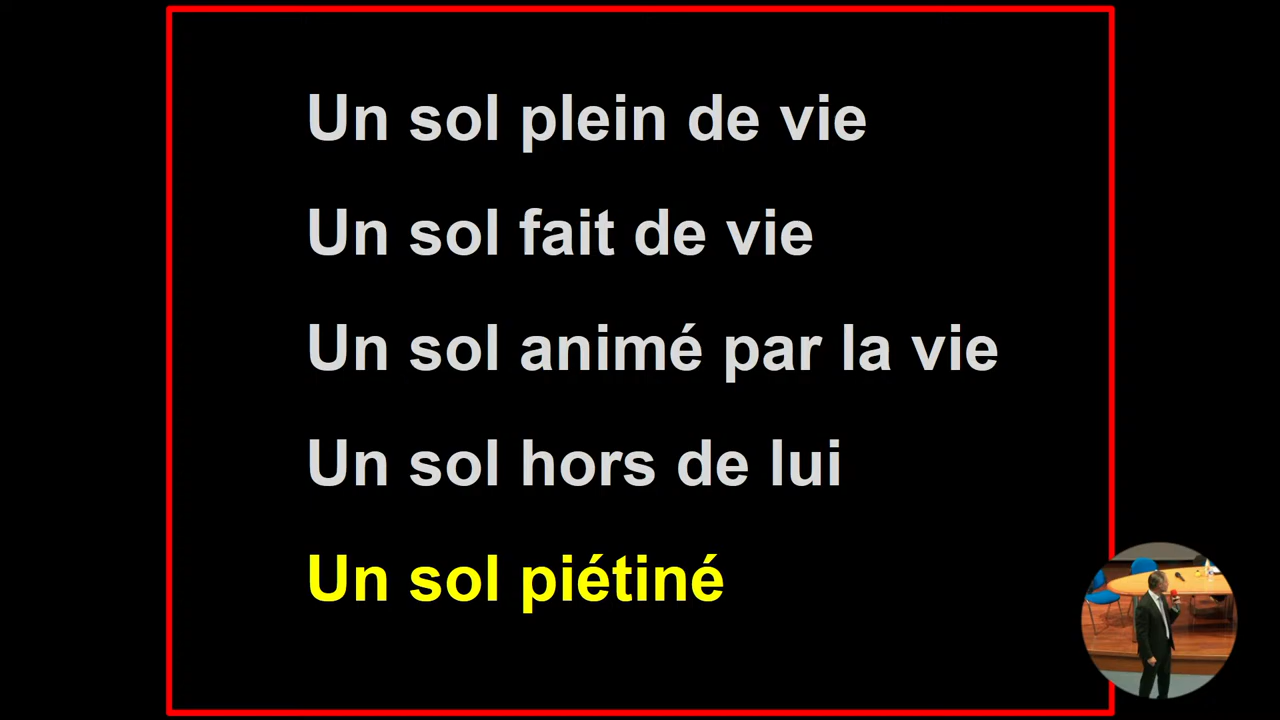 Un sol plein de vie
Un sol fait de vie
Un sol animé par la vie
Un sol hors de lui
Un sol piétiné